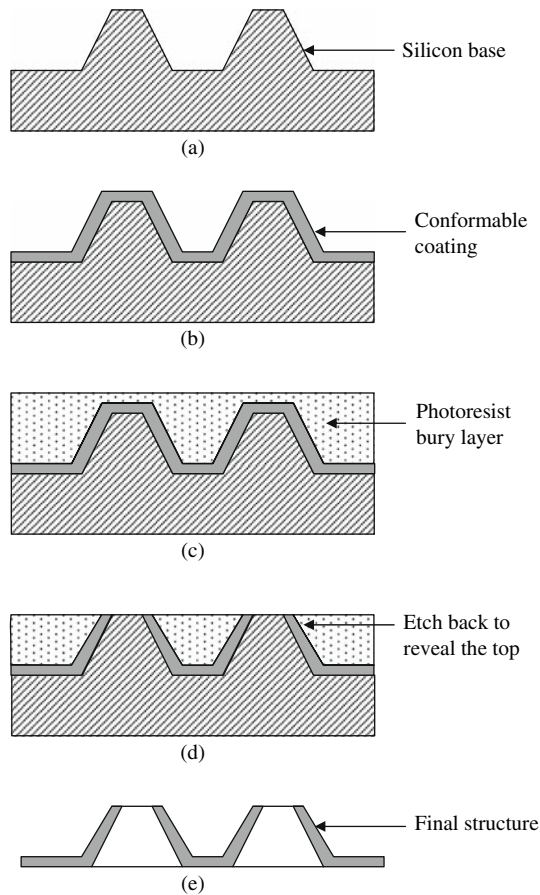 Silicon base
(a)
Conformable
coating
(b)
Photoresist
bury layer
(c)
Etch back to
reveal the top
(d)
Final structure
(e)